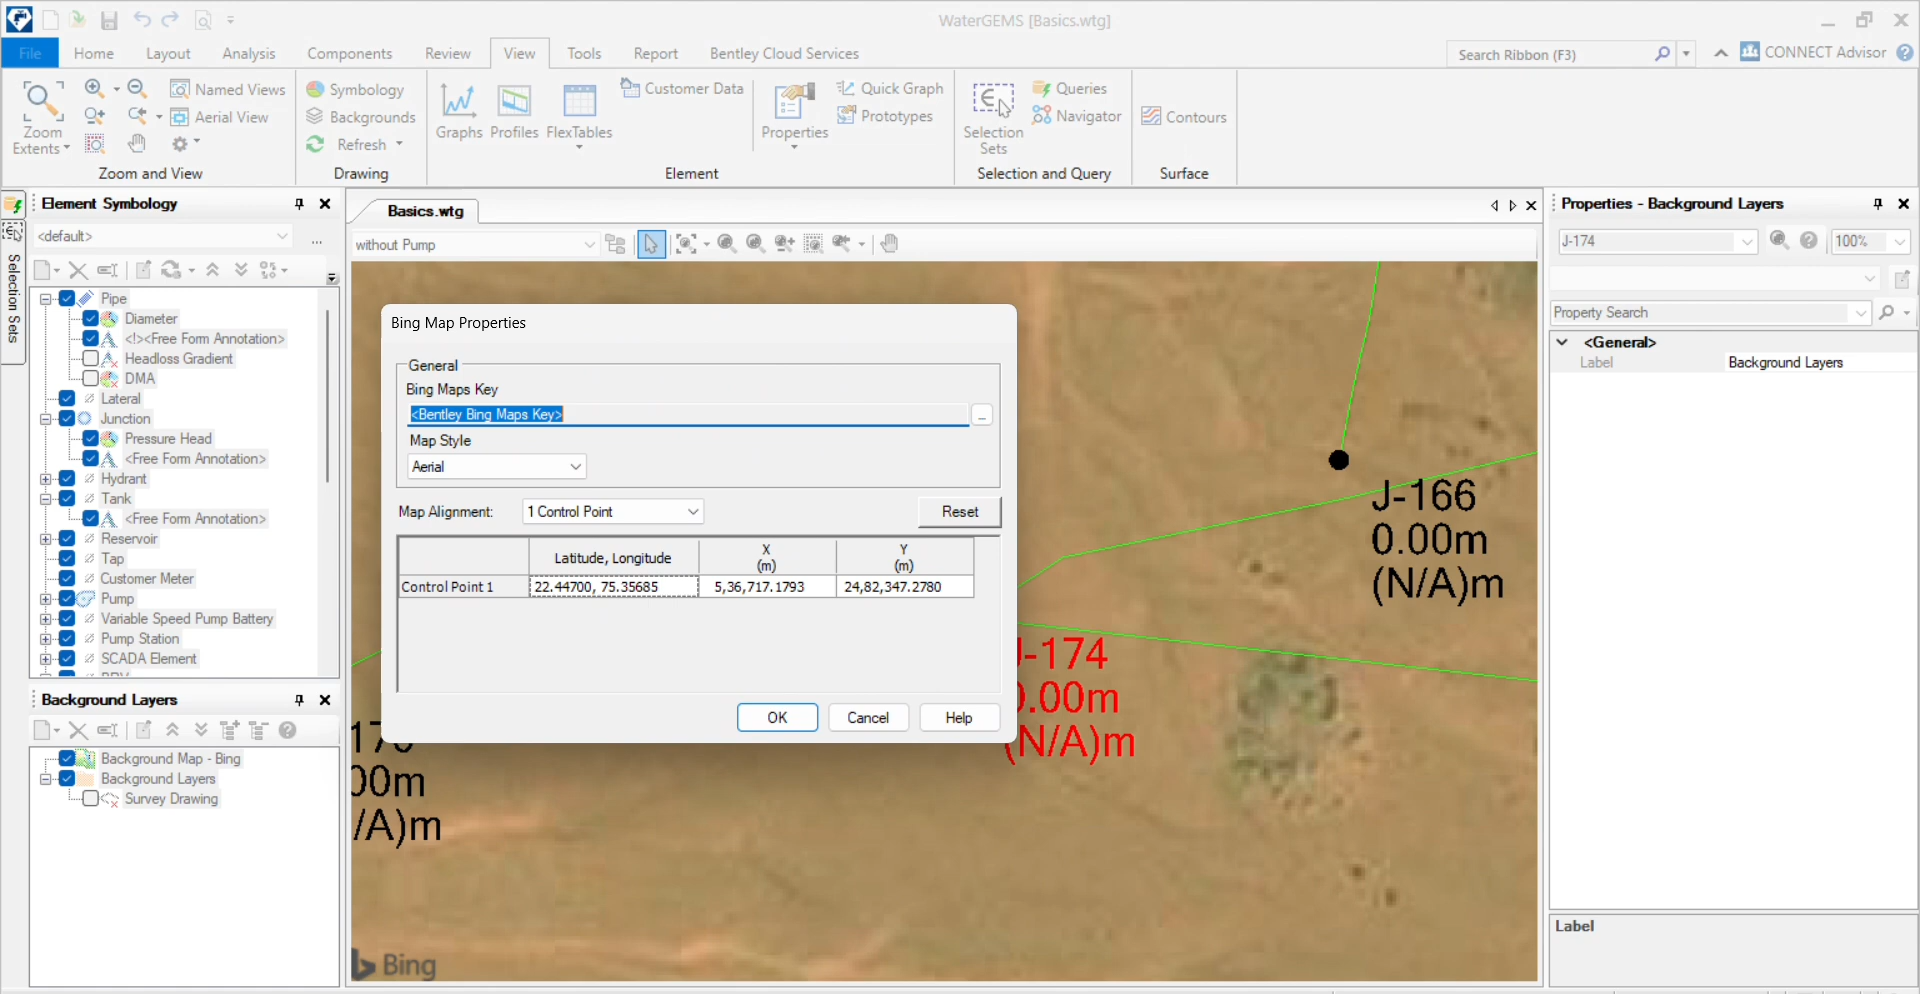 WaterGEMS [Basics.wtg]
File
Home
Layout
Analysis
Components
Review
View
Tools
Report
Bentley Cloud Services
Search Ribbon (F3)
CONNECT Advisor
Zoom Extents
Named Views
Aerial View
Zoom and View
Symbology
Backgrounds
Refresh
Drawing
Graphs
Profiles
FlexTables
Customer Data
Properties
Quick Graph
Prototypes
Element
Selection Sets
Queries
Navigator
Selection and Query
Contours
Surface
Selection Sets
Element Symbology
<default>
...
Pipe
Diameter
<!><Free Form Annotation>
Headloss Gradient
DMA
Lateral
Junction
Pressure Head
<Free Form Annotation>
Hydrant
Tank
<Free Form Annotation>
Reservoir
Tap
Customer Meter
Pump
Variable Speed Pump Battery
Pump Station
SCADA Element
Background Layers
Background Map - Bing
Background Layers
Survey Drawing
Basics.wtg
without Pump
Bing Map Properties
General
Bing Maps Key
<Bentley Bing Maps Key>
Map Style
Aerial
Map Alignment:
1 Control Point
Reset
Latitude, Longitude
X (m)
Y (m)
Control Point 1
22.44700, 75.35685
5,36,717.1793
24,82,347.2780
OK
Cancel
Help
J-166
0.00m
(N/A)m
J-174
0.00m
(N/A)m
00m
/A)m
Bing
Properties - Background Layers
J-174
100%
Property Search
<General>
Label
Background Layers
Label